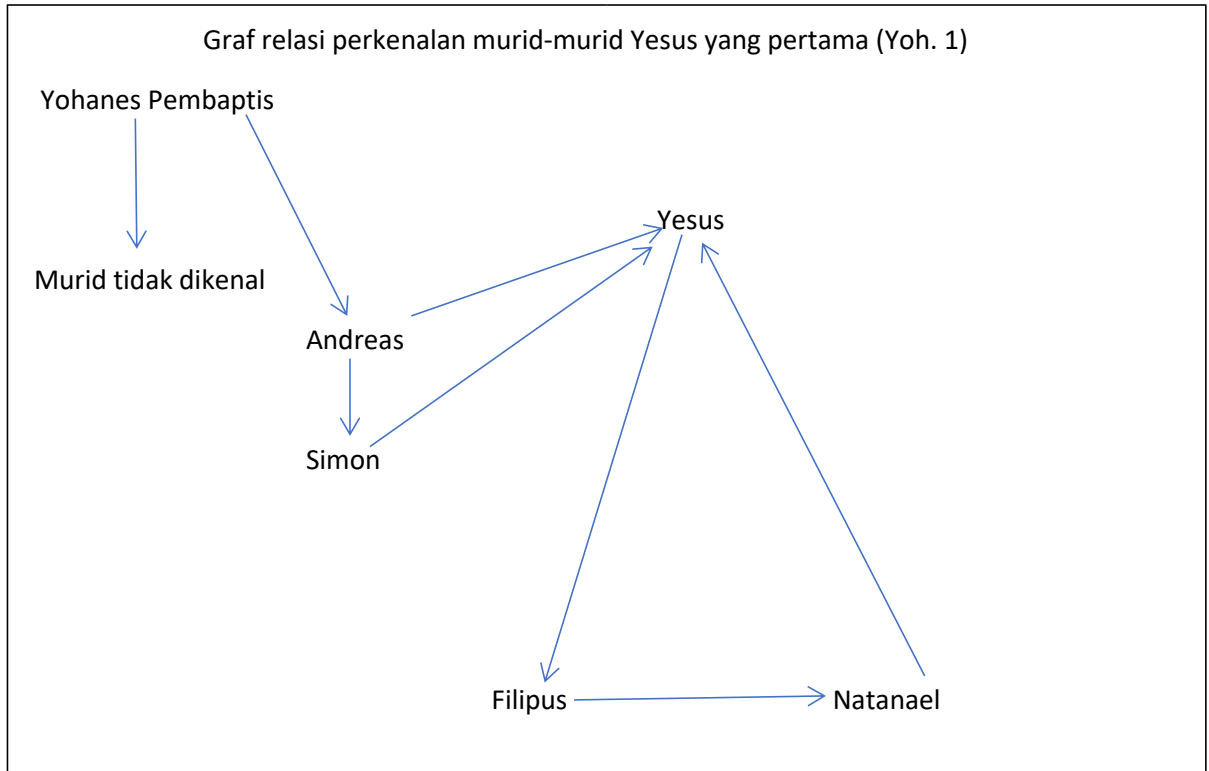 Graf relasi perkenalan murid-murid Yesus yang pertama (Yoh. 1)
Yohanes Pembaptis
Yesus
Murid tidak dikenal
Andreas
Simon
Filipus
Natanael